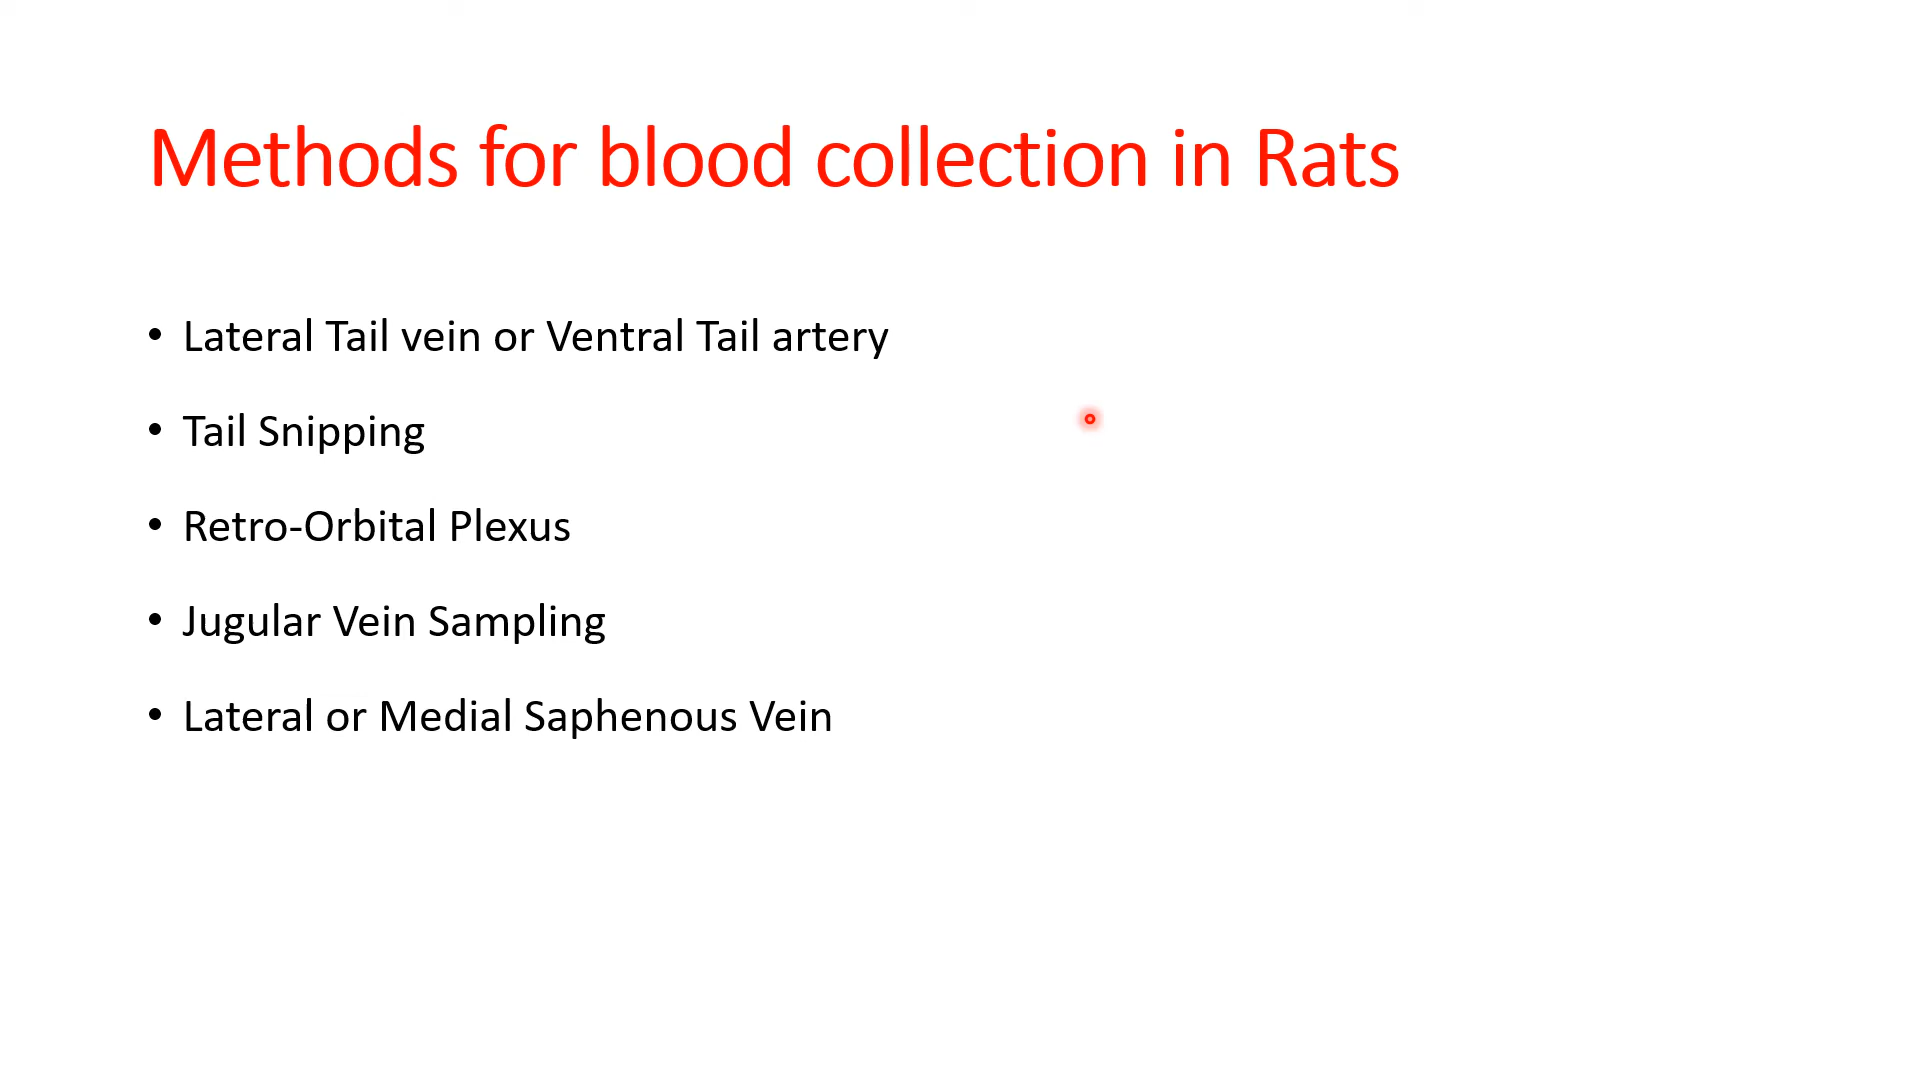 Methods for blood collection in Rats
• Lateral Tail vein or Ventral Tail artery
• Tail Snipping
• Retro-Orbital Plexus
• Jugular Vein Sampling
• Lateral or Medial Saphenous Vein